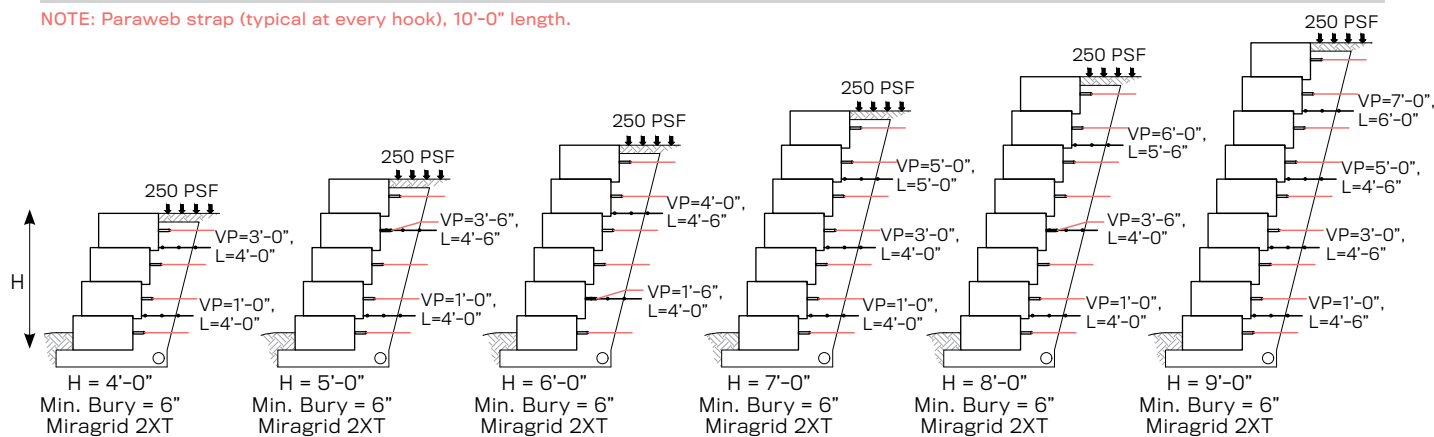 NOTE: Paraweb strap (typical at every hook), 10'-0" length.
H
250 PSF
VP=3'-0",
L=4'-0"
VP=1'-0",
L=4'-0"
H = 4'-0"
Min. Bury = 6"
Miragrid 2XT
250 PSF
VP=3'-6",
L=4'-6"
VP=1'-0",
L=4'-0"
H = 5'-0"
Min. Bury = 6"
Miragrid 2XT
250 PSF
VP=4'-0",
L=4'-6"
VP=1'-6",
L=4'-0"
H = 6'-0"
Min. Bury = 6"
Miragrid 2XT
250 PSF
VP=5'-0",
L=5'-0"
VP=3'-0",
L=4'-0"
VP=1'-0",
L=4'-0"
H = 7'-0"
Min. Bury = 6"
Miragrid 2XT
250 PSF
VP=6'-0",
L=5'-6"
VP=3'-6",
L=4'-0"
VP=1'-0",
L=4'-0"
H = 8'-0"
Min. Bury = 6"
Miragrid 2XT
250 PSF
VP=7'-0",
L=6'-0"
VP=5'-0",
L=4'-6"
VP=3'-0",
L=4'-6"
VP=1'-0",
L=4'-6"
H = 9'-0"
Min. Bury = 6"
Miragrid 2XT